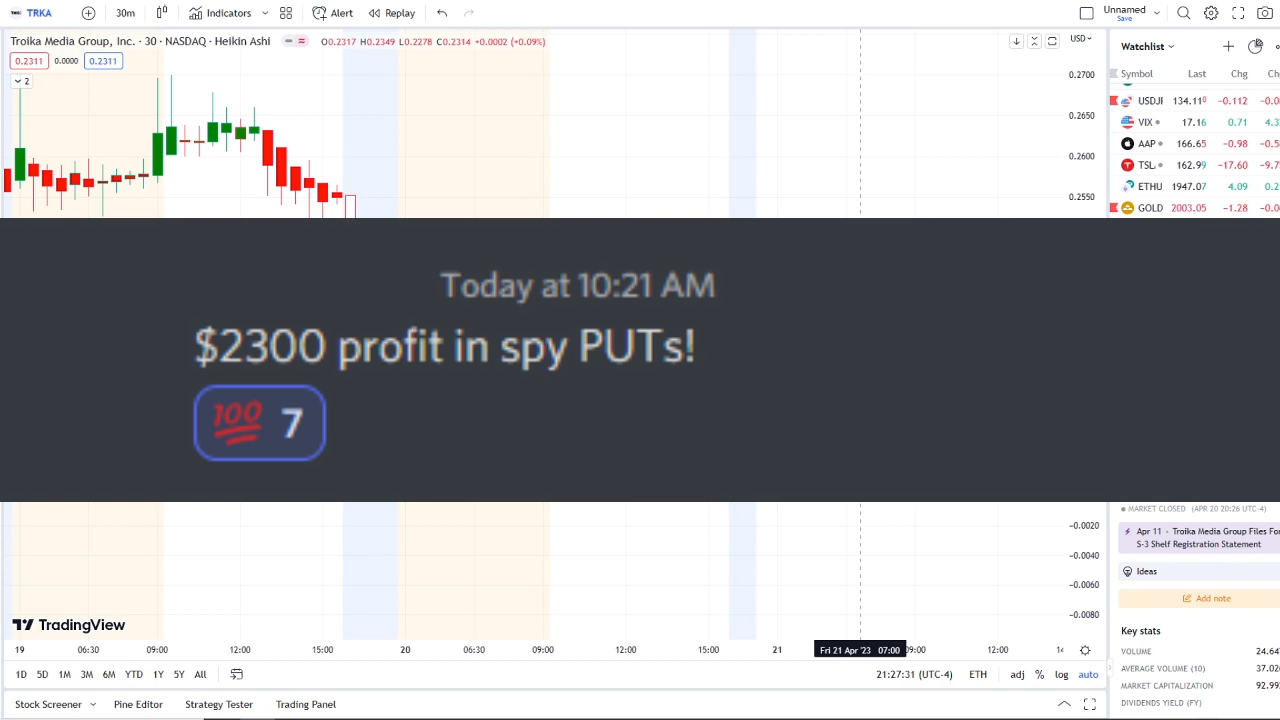 TRKA
30m
Indicators
Alert
Replay
Unnamed
Save
Troika Media Group, Inc. · 30 · NASDAQ · Heikin Ashi
O0.2317 H0.2349 L0.2278 C0.2314 +0.0002 (+0.09%)
USD
0.2311 0.0000 0.2311
2
0.2700
0.2650
0.2600
0.2550
Watchlist
Symbol Last Chg
USDJ 134.110 −0.112
VIX 17.16 0.71
AAP 166.65 −0.98
TSL 162.99 −17.60
ETHU 1947.07 4.09
GOLD 2003.05 −1.28
Today at 10:21 AM
$2300 profit in spy PUTs!
💯 7
−0.0020
−0.0040
−0.0060
−0.0080
TradingView
19 06:30 09:00 12:00 15:00 20 06:30 09:00 12:00 15:00 21 Fri 21 Apr '23 07:00 09:00 12:00
1D 5D 1M 3M 6M YTD 1Y 5Y All
21:27:31 (UTC-4) ETH adj % log auto
Stock Screener Pine Editor Strategy Tester Trading Panel
MARKET CLOSED (APR 20 20:26 UTC-4)
Apr 11 · Troika Media Group Files
S-3 Shelf Registration Statement
Ideas
Add note
Key stats
VOLUME 24.64
AVERAGE VOLUME (10) 37.02
MARKET CAPITALIZATION 92.99
DIVIDENDS YIELD (FY)